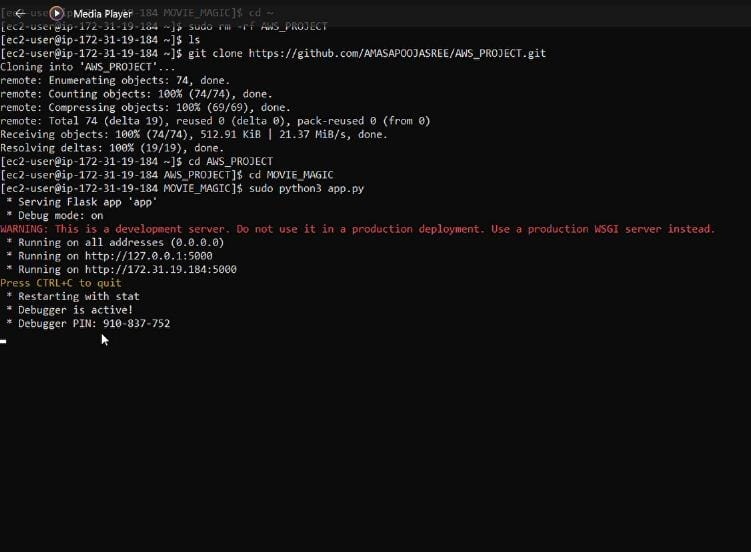 Media Player
[ec2-user@ip-172-31-19-184 MOVIE_MAGIC]$ cd ~
[ec2-user@ip-172-31-19-184 ~]$ sudo rm -rf AWS_PROJECT
[ec2-user@ip-172-31-19-184 ~]$ ls
[ec2-user@ip-172-31-19-184 ~]$ git clone https://github.com/AMASAPOOJASREE/AWS_PROJECT.git
Cloning into 'AWS_PROJECT'...
remote: Enumerating objects: 74, done.
remote: Counting objects: 100% (74/74), done.
remote: Compressing objects: 100% (69/69), done.
remote: Total 74 (delta 19), reused 0 (delta 0), pack-reused 0 (from 0)
Receiving objects: 100% (74/74), 512.91 KiB | 21.37 MiB/s, done.
Resolving deltas: 100% (19/19), done.
[ec2-user@ip-172-31-19-184 ~]$ cd AWS_PROJECT
[ec2-user@ip-172-31-19-184 AWS_PROJECT]$ cd MOVIE_MAGIC
[ec2-user@ip-172-31-19-184 MOVIE_MAGIC]$ sudo python3 app.py
 * Serving Flask app 'app'
 * Debug mode: on
WARNING: This is a development server. Do not use it in a production deployment. Use a production WSGI server instead.
 * Running on all addresses (0.0.0.0)
 * Running on http://127.0.0.1:5000
 * Running on http://172.31.19.184:5000
Press CTRL+C to quit
 * Restarting with stat
 * Debugger is active!
 * Debugger PIN: 910-837-752